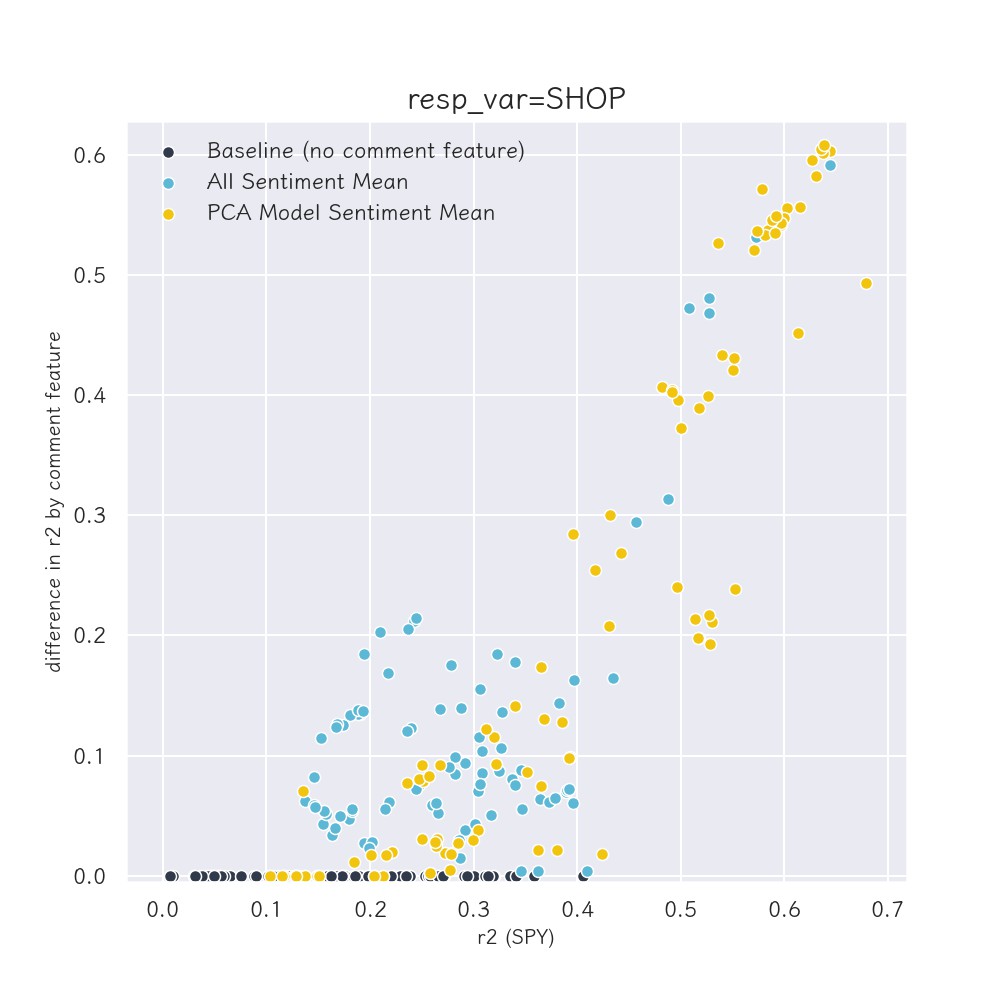 resp_var=SHOP
Baseline (no comment feature)
All Sentiment Mean
PCA Model Sentiment Mean
difference in r2 by comment feature
0.6
0.5
0.4
0.3
0.2
0.1
0.0
0.0 0.1 0.2 0.3 0.4 0.5 0.6 0.7
r2 (SPY)